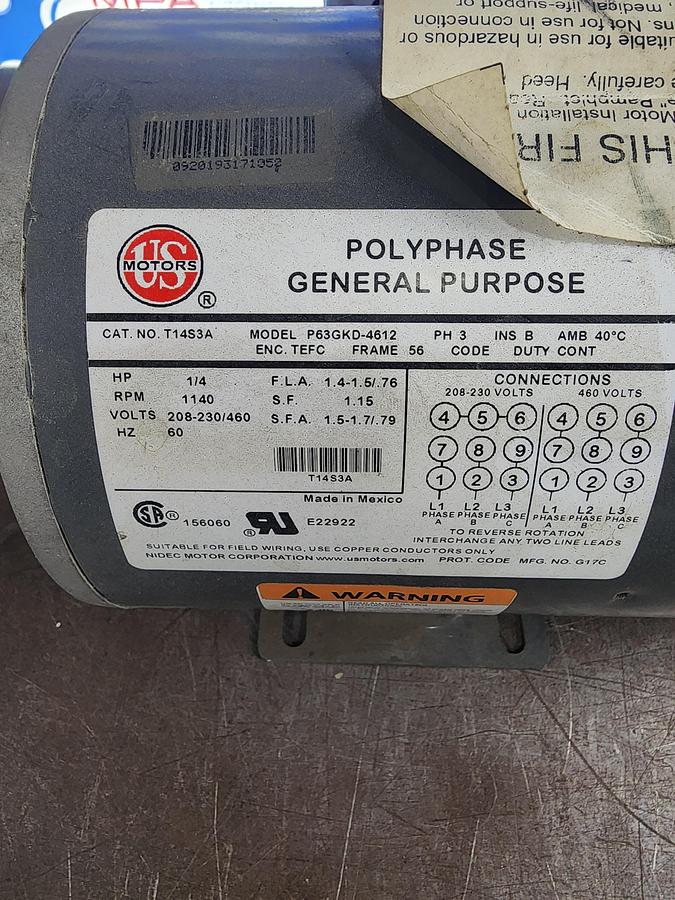 MFA
, medical, life-support or
ns. Not for use in connection
uitable for use in hazardous or
e carefully. Heed
e" Pamphlet. Rea
Motor Installation
HIS FIR
0920193171052
US
MOTORS
®
POLYPHASE
GENERAL PURPOSE
CAT. NO. T14S3A MODEL P63GKD-4612 PH 3 INS B AMB 40°C
ENC. TEFC FRAME 56 CODE DUTY CONT
HP 1/4 F.L.A. 1.4-1.5/.76
RPM 1140 S.F. 1.15
VOLTS 208-230/460 S.F.A. 1.5-1.7/.79
HZ 60
T14S3A
Made in Mexico
CONNECTIONS
208-230 VOLTS 460 VOLTS
4 5 6 4 5 6
7 8 9 7 8 9
1 2 3 1 2 3
L1 L2 L3 L1 L2 L3
PHASE PHASE PHASE PHASE PHASE PHASE
A B C A B C
TO REVERSE ROTATION
INTERCHANGE ANY TWO LINE LEADS
SA ® 156060 ® RU E22922
SUITABLE FOR FIELD WIRING, USE COPPER CONDUCTORS ONLY
NIDEC MOTOR CORPORATION www.usmotors.com PROT. CODE MFG. NO. G17C
WARNING